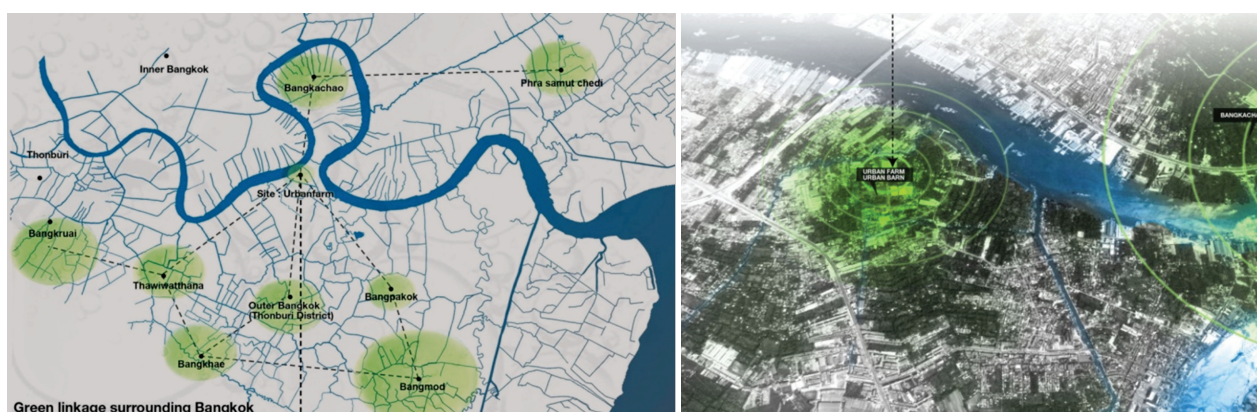 Inner Bangkok
Bangkachao
Phra samut chedi
Thonburi
Site : Urbanfarm
Bangkruai
Thawiwatthana
Outer Bangkok
(Thonburi District)
Bangpakok
Bangkhae
Bangmod
Green linkage surrounding Bangkok
URBAN FARM
URBAN BARN